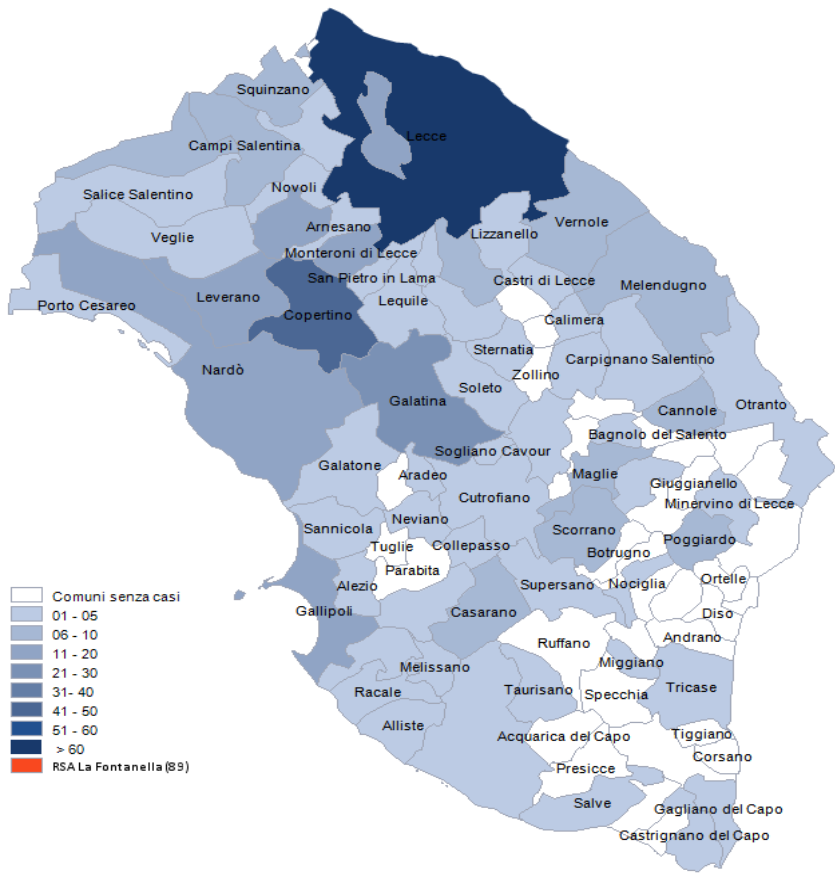 Squinzano
Lecce
Campi Salentina
Novoli
Salice Salentino
Arnesano
Vernole
Lizzanello
Veglie
Monteroni di Lecce
San Pietro in Lama
Castri di Lecce
Melendugno
Leverano
Lequile
Porto Cesareo
Copertino
Calimera
Sternatia
Carpignano Salentino
Nardò
Zollino
Soleto
Galatina
Cannole
Otranto
Bagnolo del Salento
Sogliano Cavour
Galatone
Aradeo
Maglie
Giuggianello
Cutrofiano
Minervino di Lecce
Neviano
Sannicola
Scorrano
Poggiardo
Tuglie
Collepasso
Botrugno
Parabita
Ortelle
Alezio
Supersano
Nociglia
Comuni senza casi
01 - 05
06 - 10
11 - 20
21 - 30
31- 40
41 - 50
51 - 60
> 60
RSA La Fontanella (89)
Gallipoli
Casarano
Diso
Ruffano
Andrano
Melissano
Miggiano
Racale
Taurisano
Specchia
Tricase
Alliste
Acquarica del Capo
Tiggiano
Corsano
Presicce
Salve
Gagliano del Capo
Castrignano del Capo